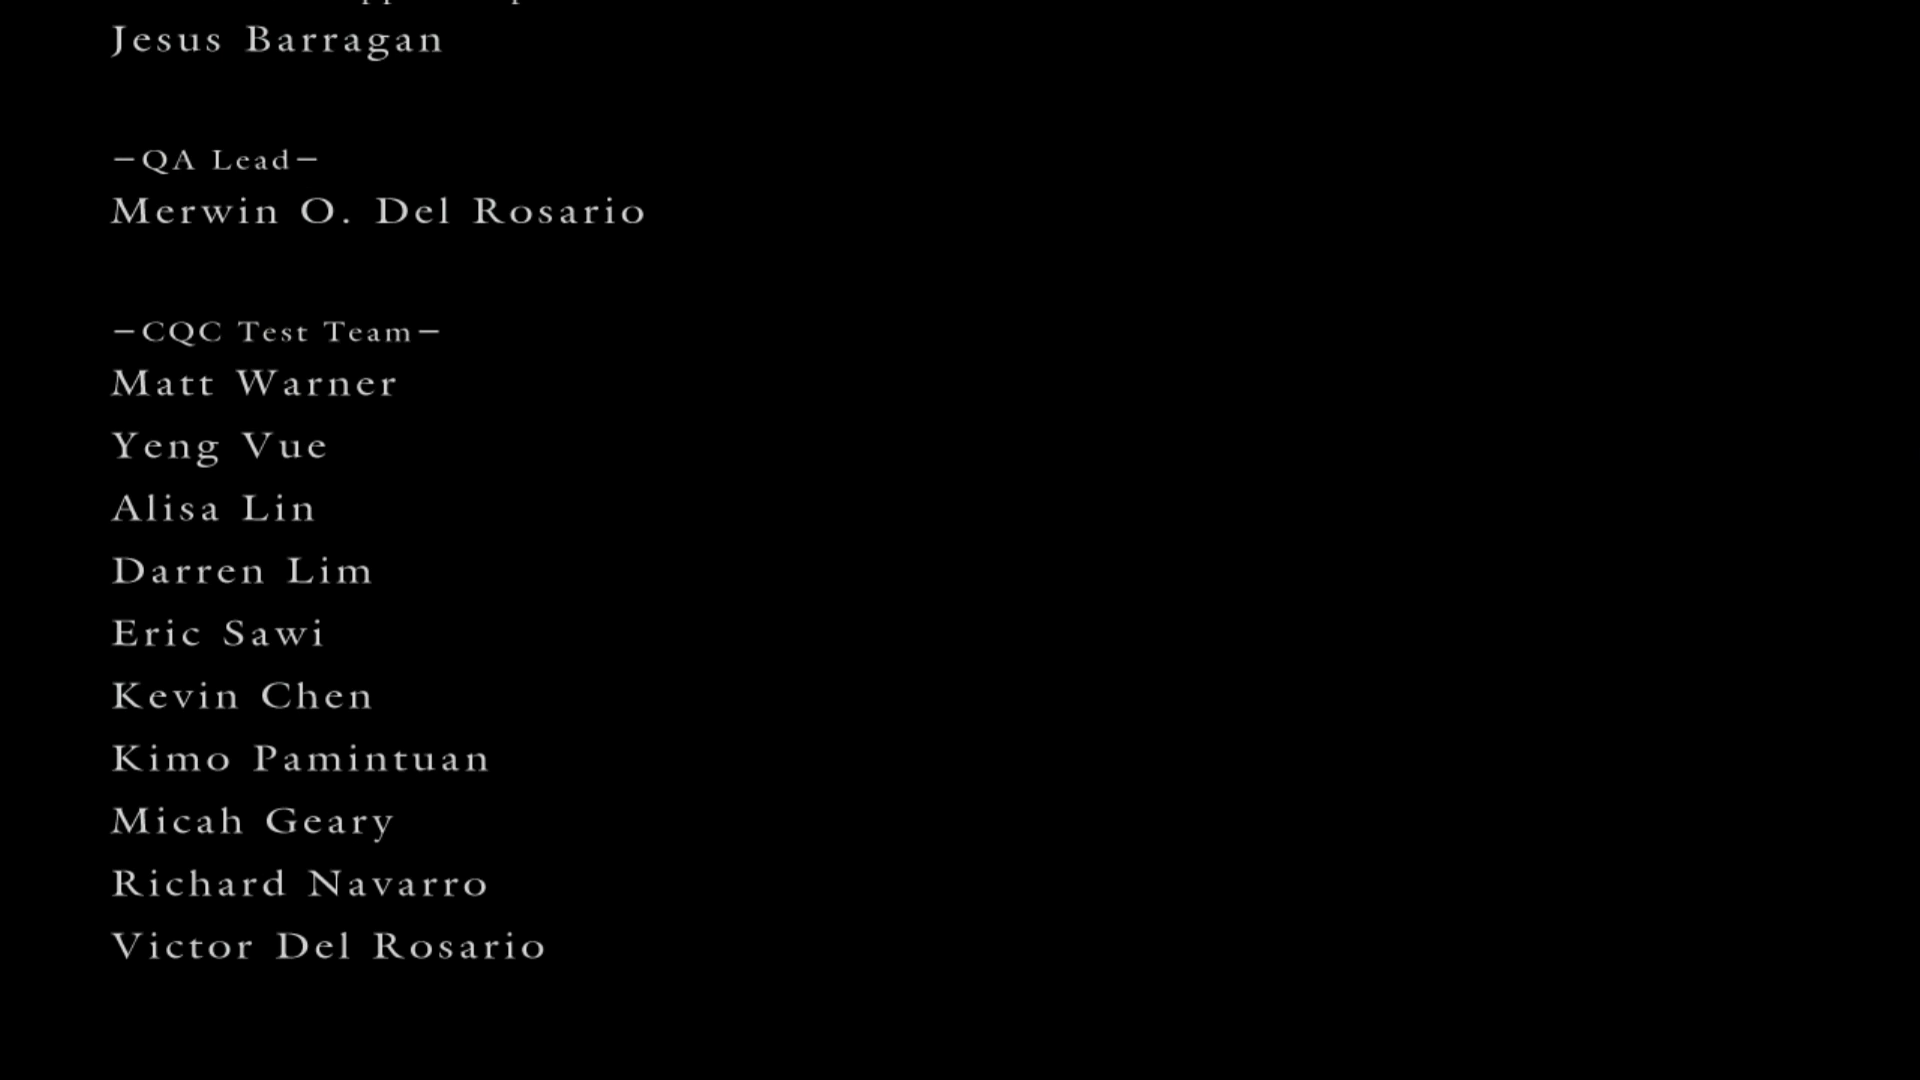 Jesus Barragan
—QA Lead—
Merwin O. Del Rosario
—CQC Test Team—
Matt Warner
Yeng Vue
Alisa Lin
Darren Lim
Eric Sawi
Kevin Chen
Kimo Pamintuan
Micah Geary
Richard Navarro
Victor Del Rosario